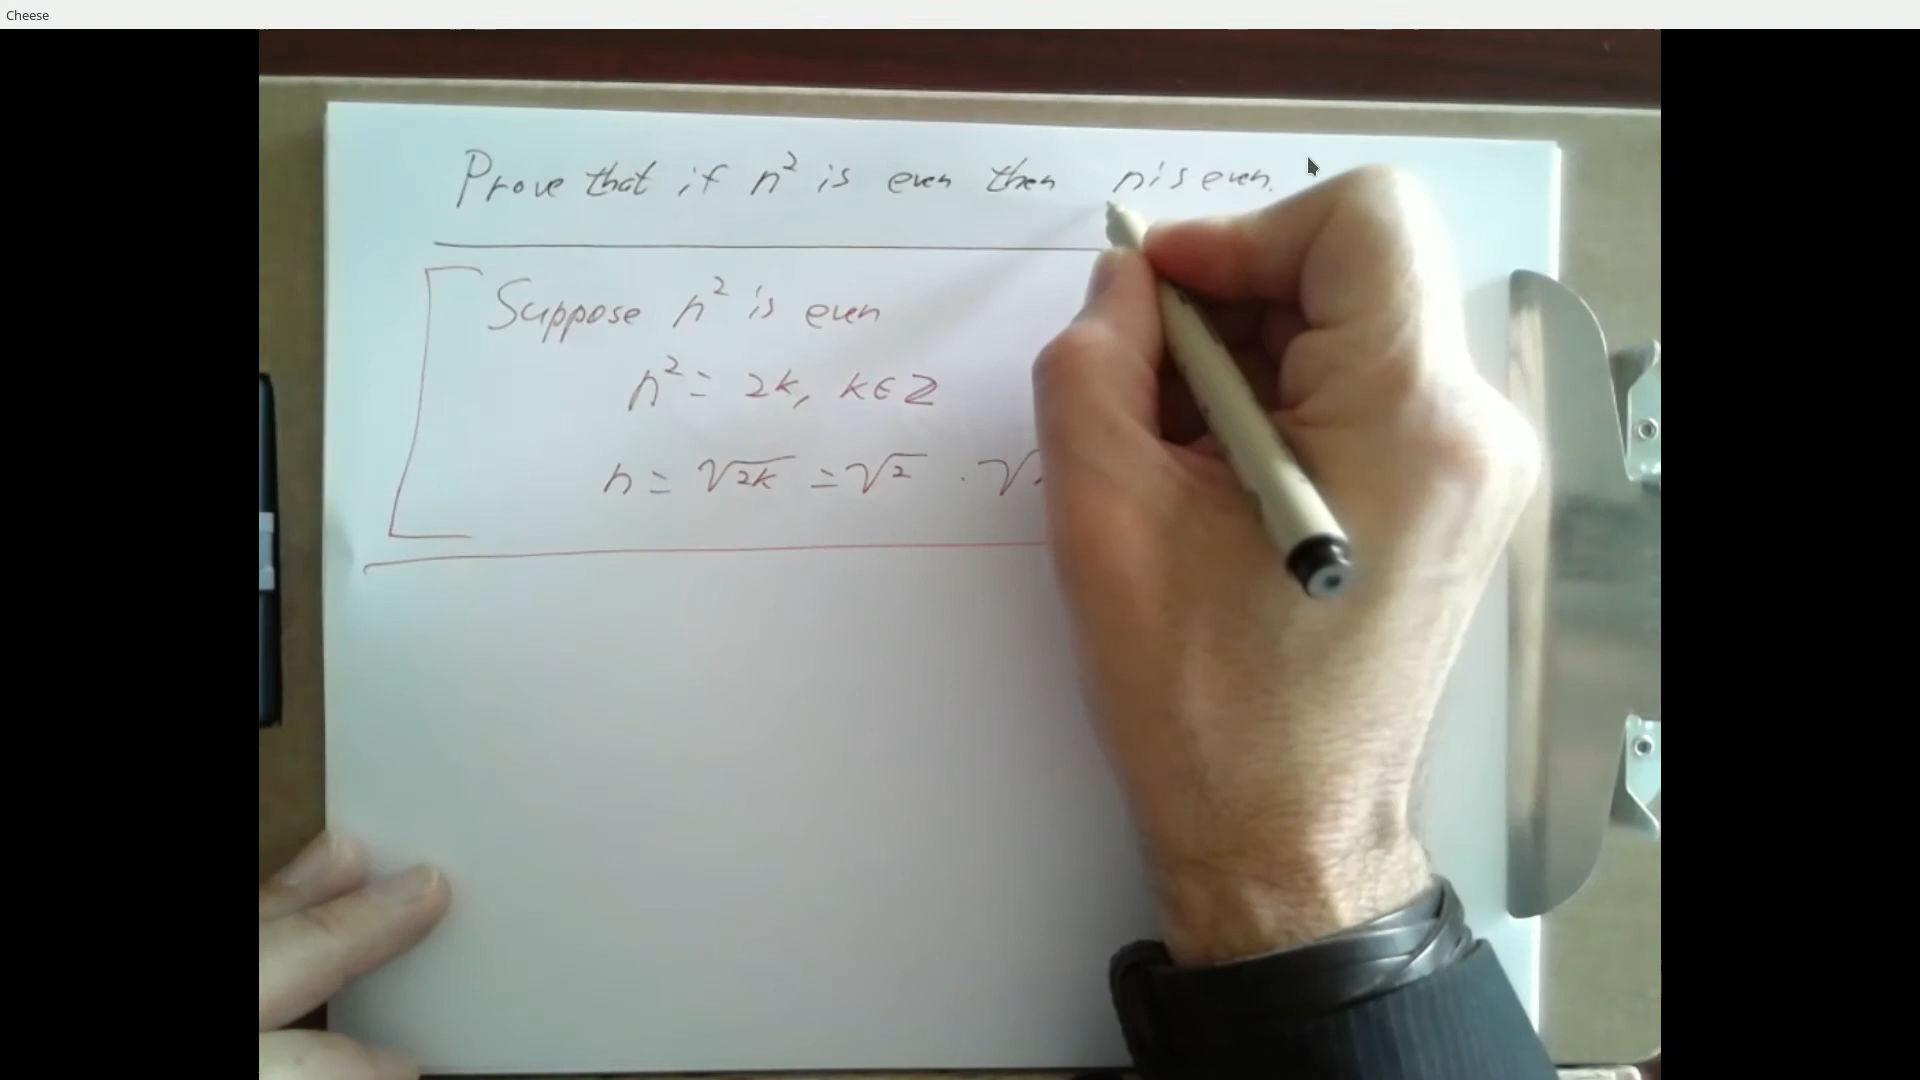 Cheese
Prove that if n² is even then n is even.
Suppose n² is even
n² = 2k, k∈ℤ
n = √2k = √2 · √